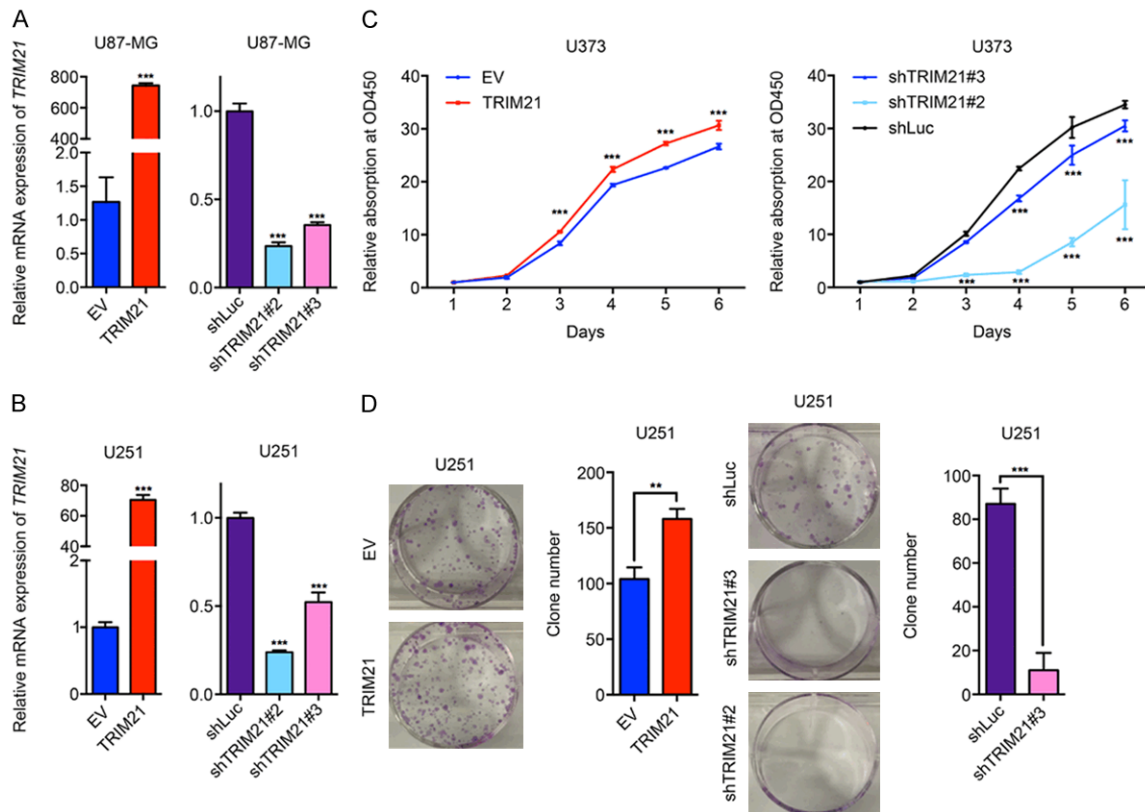 A
U87-MG
U87-MG
Relative mRNA expression of TRIM21
800
600
400
2.0
1.5
1.0
0.5
0.0
***
EV
TRIM21
1.0
0.5
0.0
***
***
shLuc
shTRIM21#2
shTRIM21#3
C
U373
Relative absorption at OD450
40
30
20
10
0
EV
TRIM21
***
***
***
***
1 2 3 4 5 6
Days
U373
Relative absorption at OD450
40
30
20
10
0
shTRIM21#3
shTRIM21#2
shLuc
***
***
***
***
***
***
***
1 2 3 4 5 6
Days
B
U251
U251
Relative mRNA expression of TRIM21
80
60
40
2
1
0
***
EV
TRIM21
1.0
0.5
0.0
***
***
shLuc
shTRIM21#2
shTRIM21#3
D
U251
EV
TRIM21
U251
Clone number
200
150
100
50
0
**
EV
TRIM21
U251
shLuc
shTRIM21#3
shTRIM21#2
U251
Clone number
100
80
60
40
20
0
***
shLuc
shTRIM21#3